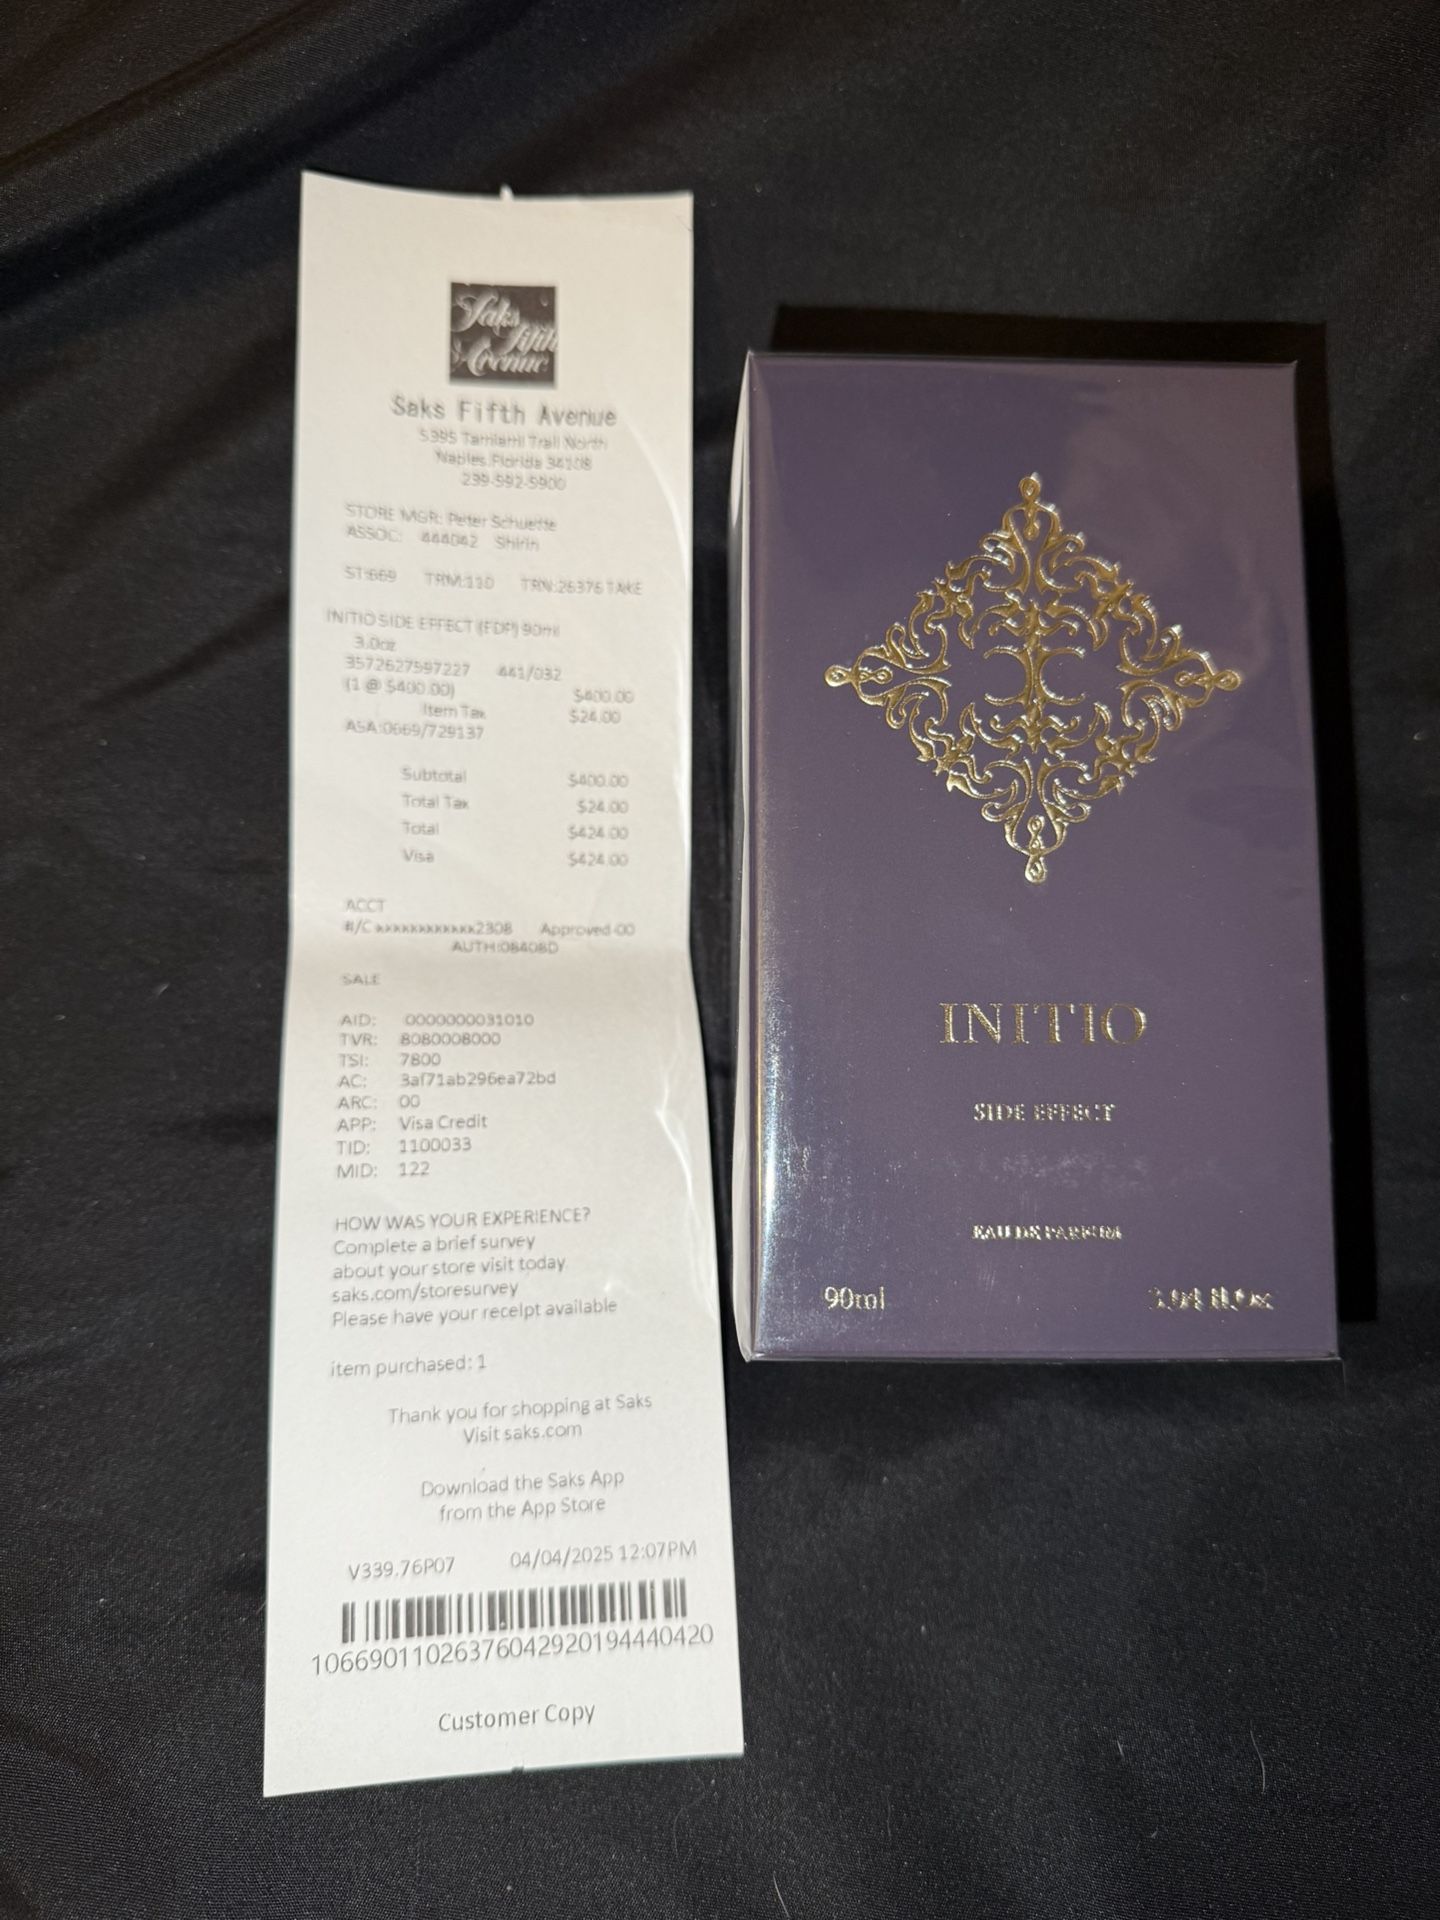 Saks
Fifth
Avenue
Saks Fifth Avenue
5395 Tamiami Trail North
Naples, Florida 34108
239-592-5900
STORE MGR: Peter Schuette
ASSOC: 444042 Shirin
ST:669 TRM:110 TRN:26376 TAKE
INITIO SIDE EFFECT (EDP) 90ml
3.0oz
3572627597227 441/032
(1 @ $400.00) $400.00
Item Tax $24.00
ASA:0669/729137
Subtotal $400.00
Total Tax $24.00
Total $424.00
Visa $424.00
ACCT
#/C xxxxxxxxxxxx2308 Approved-00
AUTH:08408D
SALE
AID: 0000000031010
TVR: 8080008000
TSI: 7800
AC: 3af71ab296ea72bd
ARC: 00
APP: Visa Credit
TID: 1100033
MID: 122
HOW WAS YOUR EXPERIENCE?
Complete a brief survey
about your store visit today
saks.com/storesurvey
Please have your receipt available
item purchased: 1
Thank you for shopping at Saks
Visit saks.com
Download the Saks App
from the App Store
V339.76P07 04/04/2025 12:07PM
10669011026376042920194440420
Customer Copy
INITIO
SIDE EFFECT
EAU DE PARFUM
90ml 3.04 fl.Oz